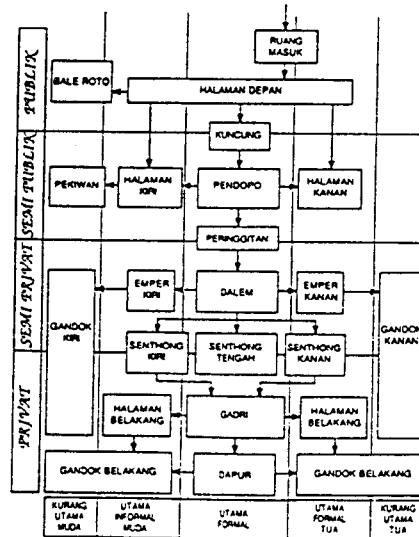 RUANG
MASUK
BALE ROTO
HALAMAN DEPAN
PUBLIK
KUNCUNG
PEKIWAN
HALAMAN
KIRI
PENDOPO
HALAMAN
KANAN
SEMI PUBLIK
PERINGGITAN
EMPER
KIRI
DALEM
EMPER
KANAN
SEMI PRIVAT
GANDOK
KIRI
GANDOK
KANAN
SENTHONG
KIRI
SENTHONG
TENGAH
SENTHONG
KANAN
PRIVAT
HALAMAN
BELAKANG
GADRI
HALAMAN
BELAKANG
GANDOK BELAKANG
DAPUR
GANDOK BELAKANG
KURANG
UTAMA
MUDA
UTAMA
INFORMAL
MUDA
UTAMA
FORMAL
UTAMA
FORMAL
TUA
KURANG
UTAMA
TUA